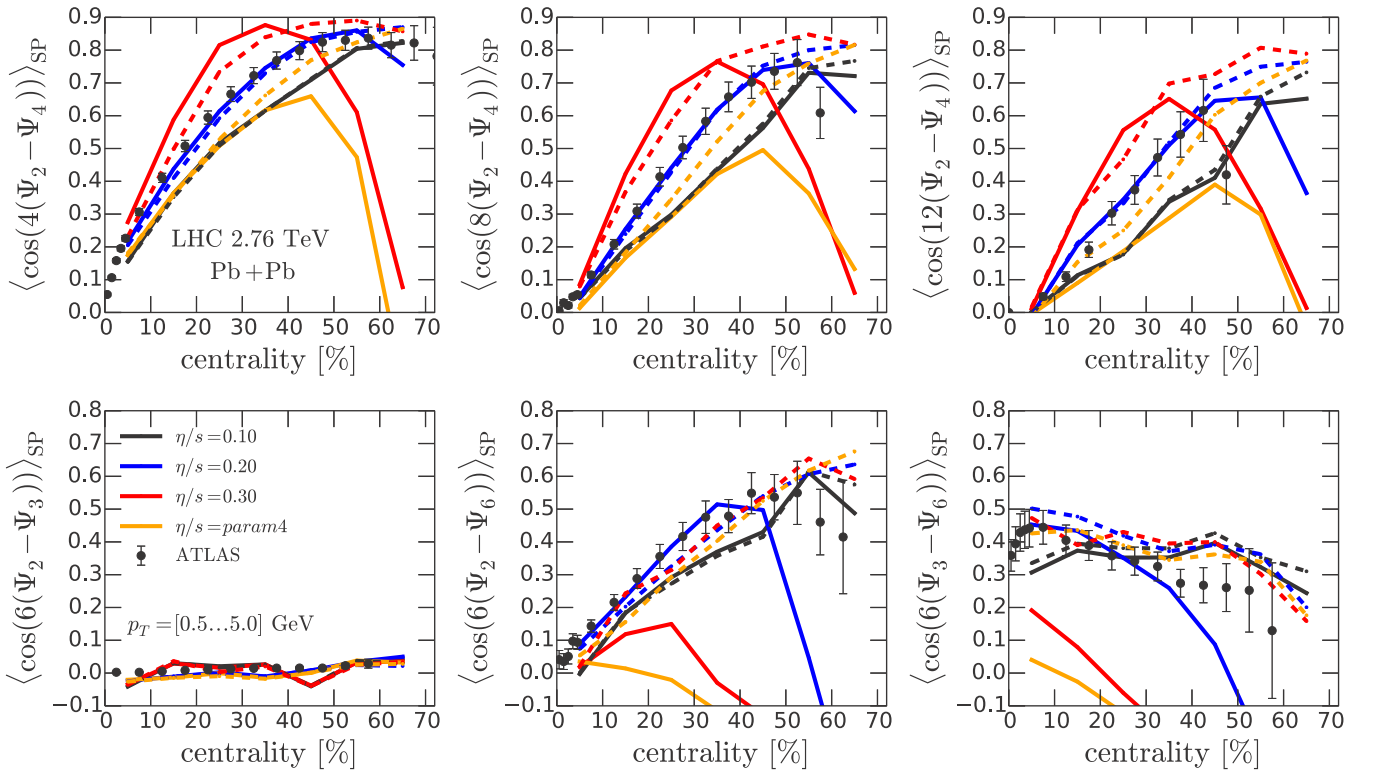 ⟨cos(4(Ψ₂−Ψ₄))⟩SP
0.9
0.8
0.7
0.6
0.5
0.4
0.3
0.2
0.1
0.0
LHC 2.76 TeV
Pb+Pb
0 10 20 30 40 50 60 70
centrality [%]
⟨cos(8(Ψ₂−Ψ₄))⟩SP
0.9
0.8
0.7
0.6
0.5
0.4
0.3
0.2
0.1
0.0
0 10 20 30 40 50 60 70
centrality [%]
⟨cos(12(Ψ₂−Ψ₄))⟩SP
0.9
0.8
0.7
0.6
0.5
0.4
0.3
0.2
0.1
0.0
0 10 20 30 40 50 60 70
centrality [%]
⟨cos(6(Ψ₂−Ψ₃))⟩SP
0.8
0.7
0.6
0.5
0.4
0.3
0.2
0.1
0.0
−0.1
η/s=0.10
η/s=0.20
η/s=0.30
η/s=param4
ATLAS
pT=[0.5...5.0] GeV
0 10 20 30 40 50 60 70
centrality [%]
⟨cos(6(Ψ₂−Ψ₆))⟩SP
0.8
0.7
0.6
0.5
0.4
0.3
0.2
0.1
0.0
−0.1
0 10 20 30 40 50 60 70
centrality [%]
⟨cos(6(Ψ₃−Ψ₆))⟩SP
0.8
0.7
0.6
0.5
0.4
0.3
0.2
0.1
0.0
−0.1
0 10 20 30 40 50 60 70
centrality [%]